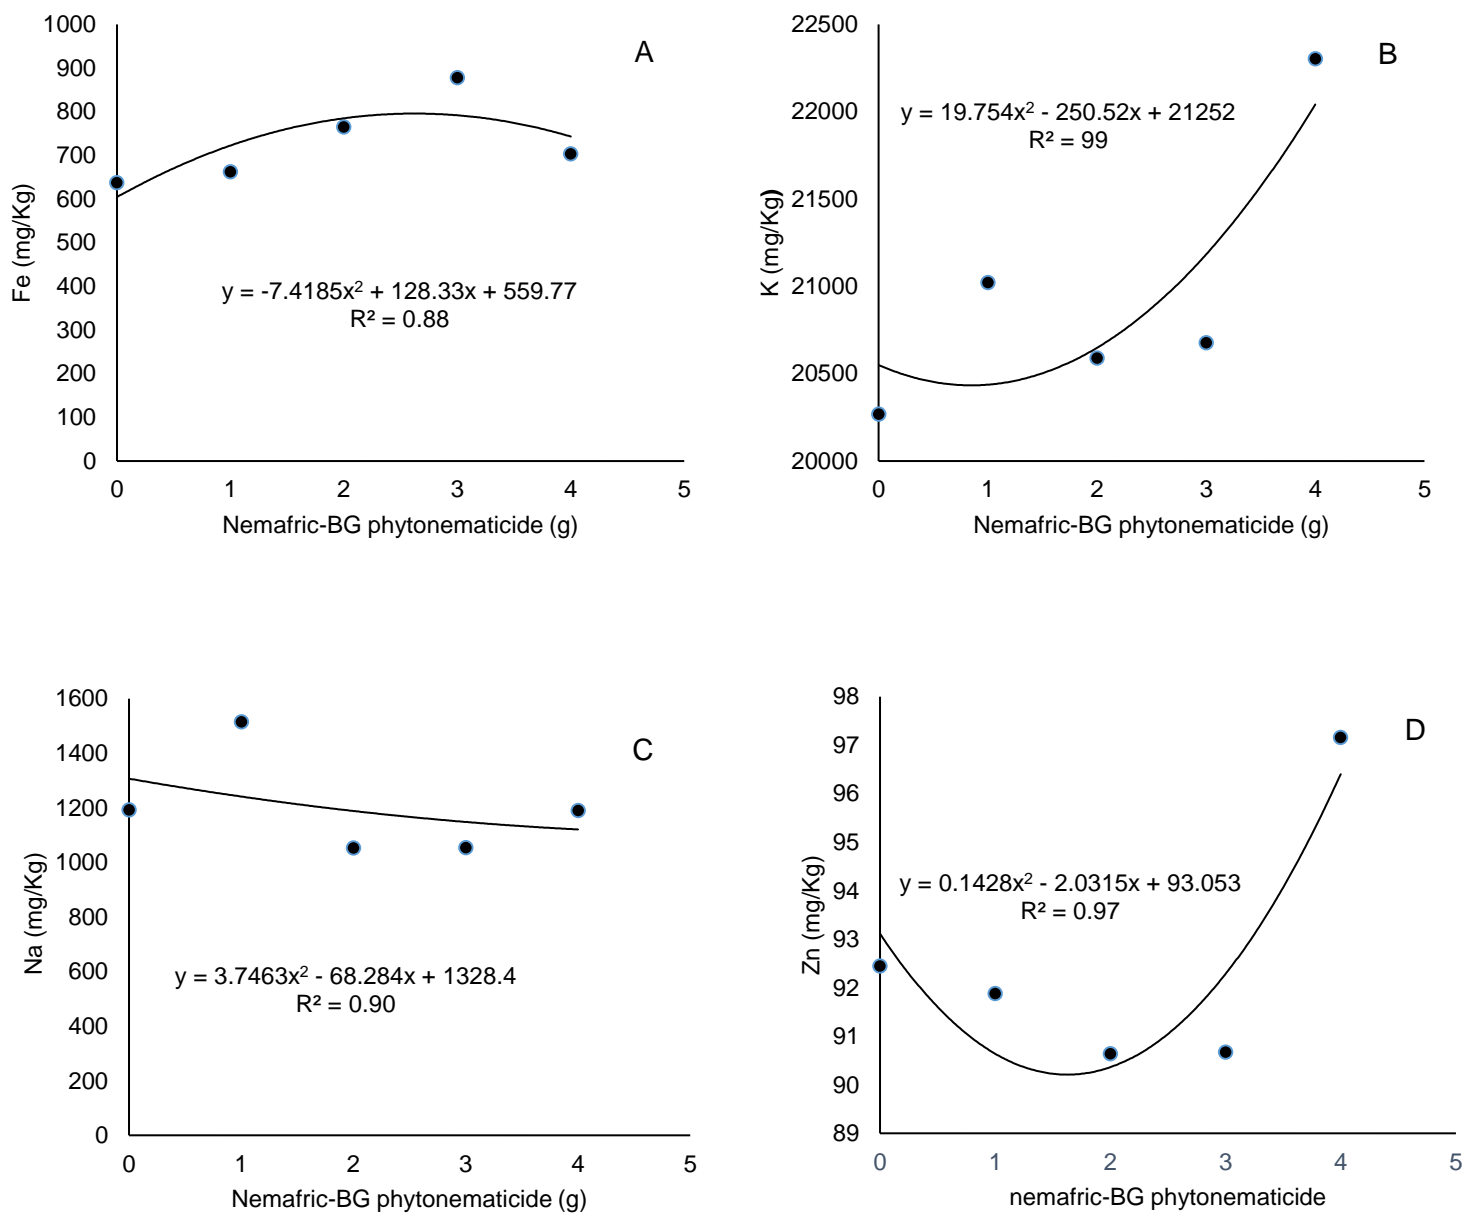 A
1000
900
800
700
600
500
400
300
200
100
0
Fe (mg/Kg)
y = -7.4185x² + 128.33x + 559.77
R² = 0.88
0 1 2 3 4 5
Nemafric-BG phytonematicide (g)
B
22500
22000
21500
21000
20500
20000
K (mg/Kg)
y = 19.754x² - 250.52x + 21252
R² = 99
0 1 2 3 4 5
Nemafric-BG phytonematicide (g)
C
1600
1400
1200
1000
800
600
400
200
0
Na (mg/Kg)
y = 3.7463x² - 68.284x + 1328.4
R² = 0.90
0 1 2 3 4 5
Nemafric-BG phytonematicide (g)
D
98
97
96
95
94
93
92
91
90
89
Zn (mg/Kg)
y = 0.1428x² - 2.0315x + 93.053
R² = 0.97
0 1 2 3 4 5
nemafric-BG phytonematicide